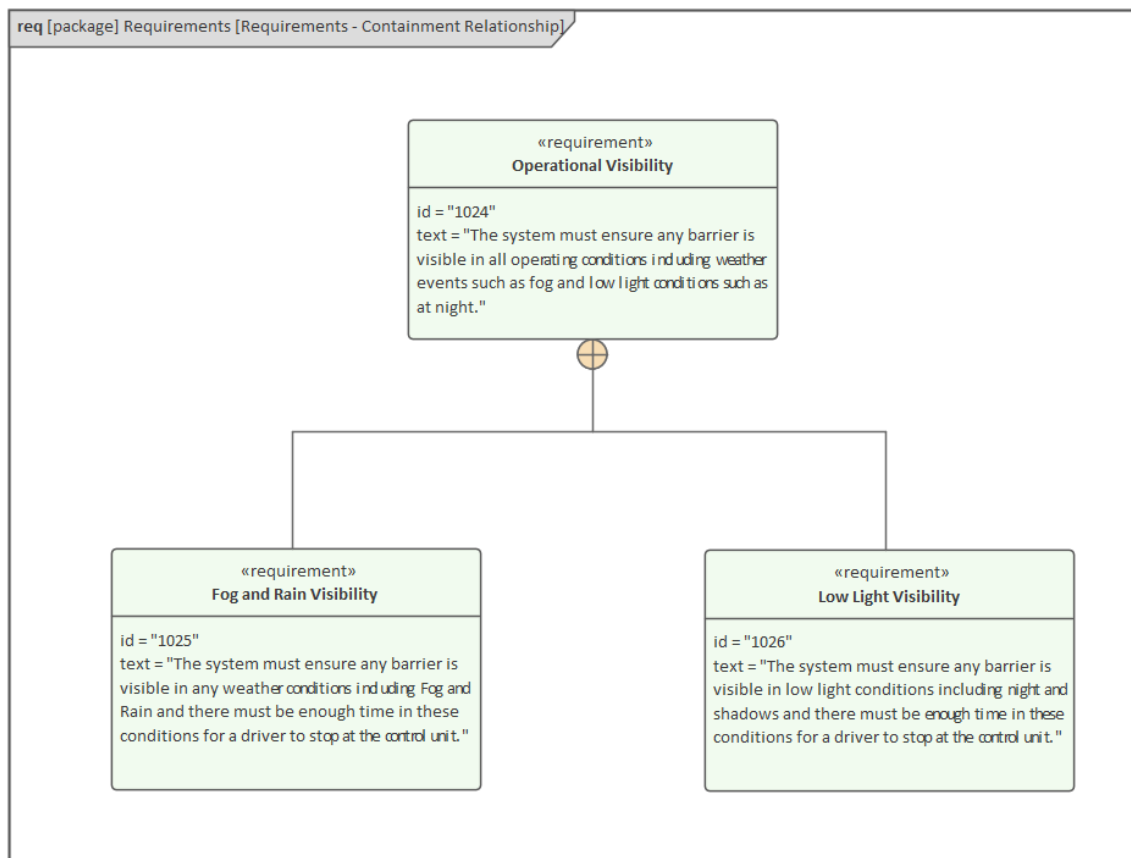 req [package] Requirements [Requirements - Containment Relationship]
«requirement»
Operational Visibility
id = "1024"
text = "The system must ensure any barrier is
visible in all operating conditions including weather
events such as fog and low light conditions such as
at night."
«requirement»
Fog and Rain Visibility
id = "1025"
text = "The system must ensure any barrier is
visible in any weather conditions including Fog and
Rain and there must be enough time in these
conditions for a driver to stop at the control unit."
«requirement»
Low Light Visibility
id = "1026"
text = "The system must ensure any barrier is
visible in low light conditions including night and
shadows and there must be enough time in these
conditions for a driver to stop at the control unit."